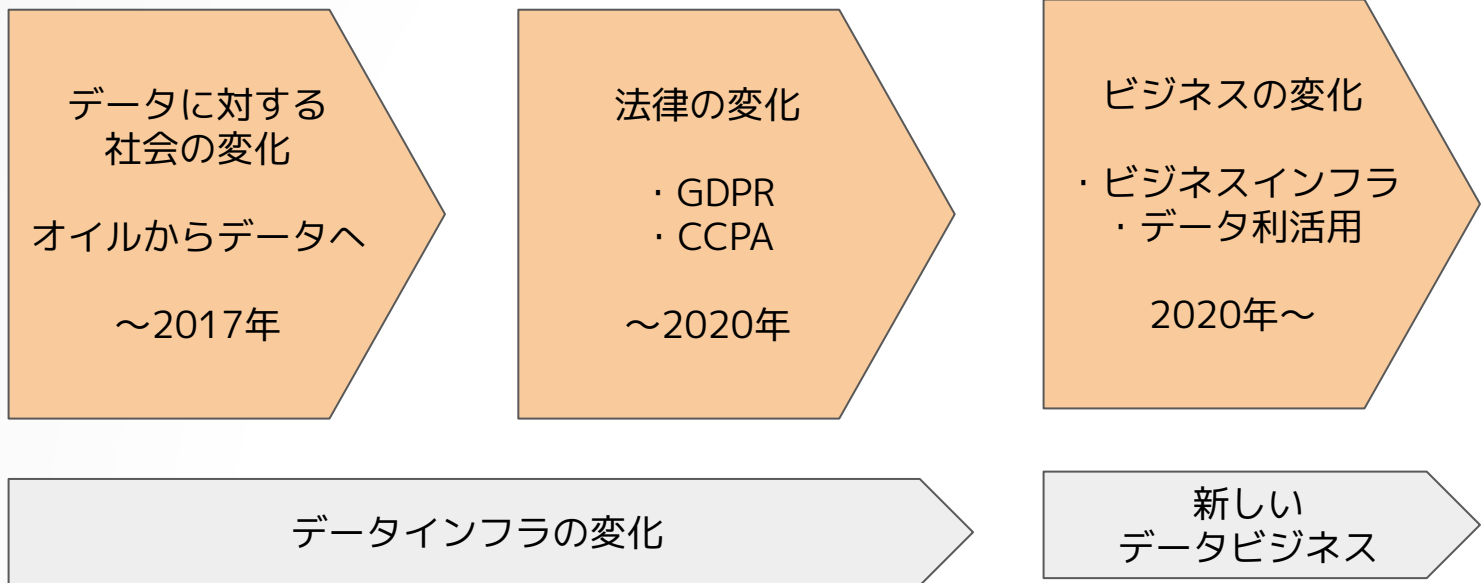 データに対する
社会の変化
オイルからデータへ
～2017年
法律の変化
・GDPR
・CCPA
～2020年
ビジネスの変化
・ビジネスインフラ
・データ利活用
2020年～
データインフラの変化
新しい
データビジネス